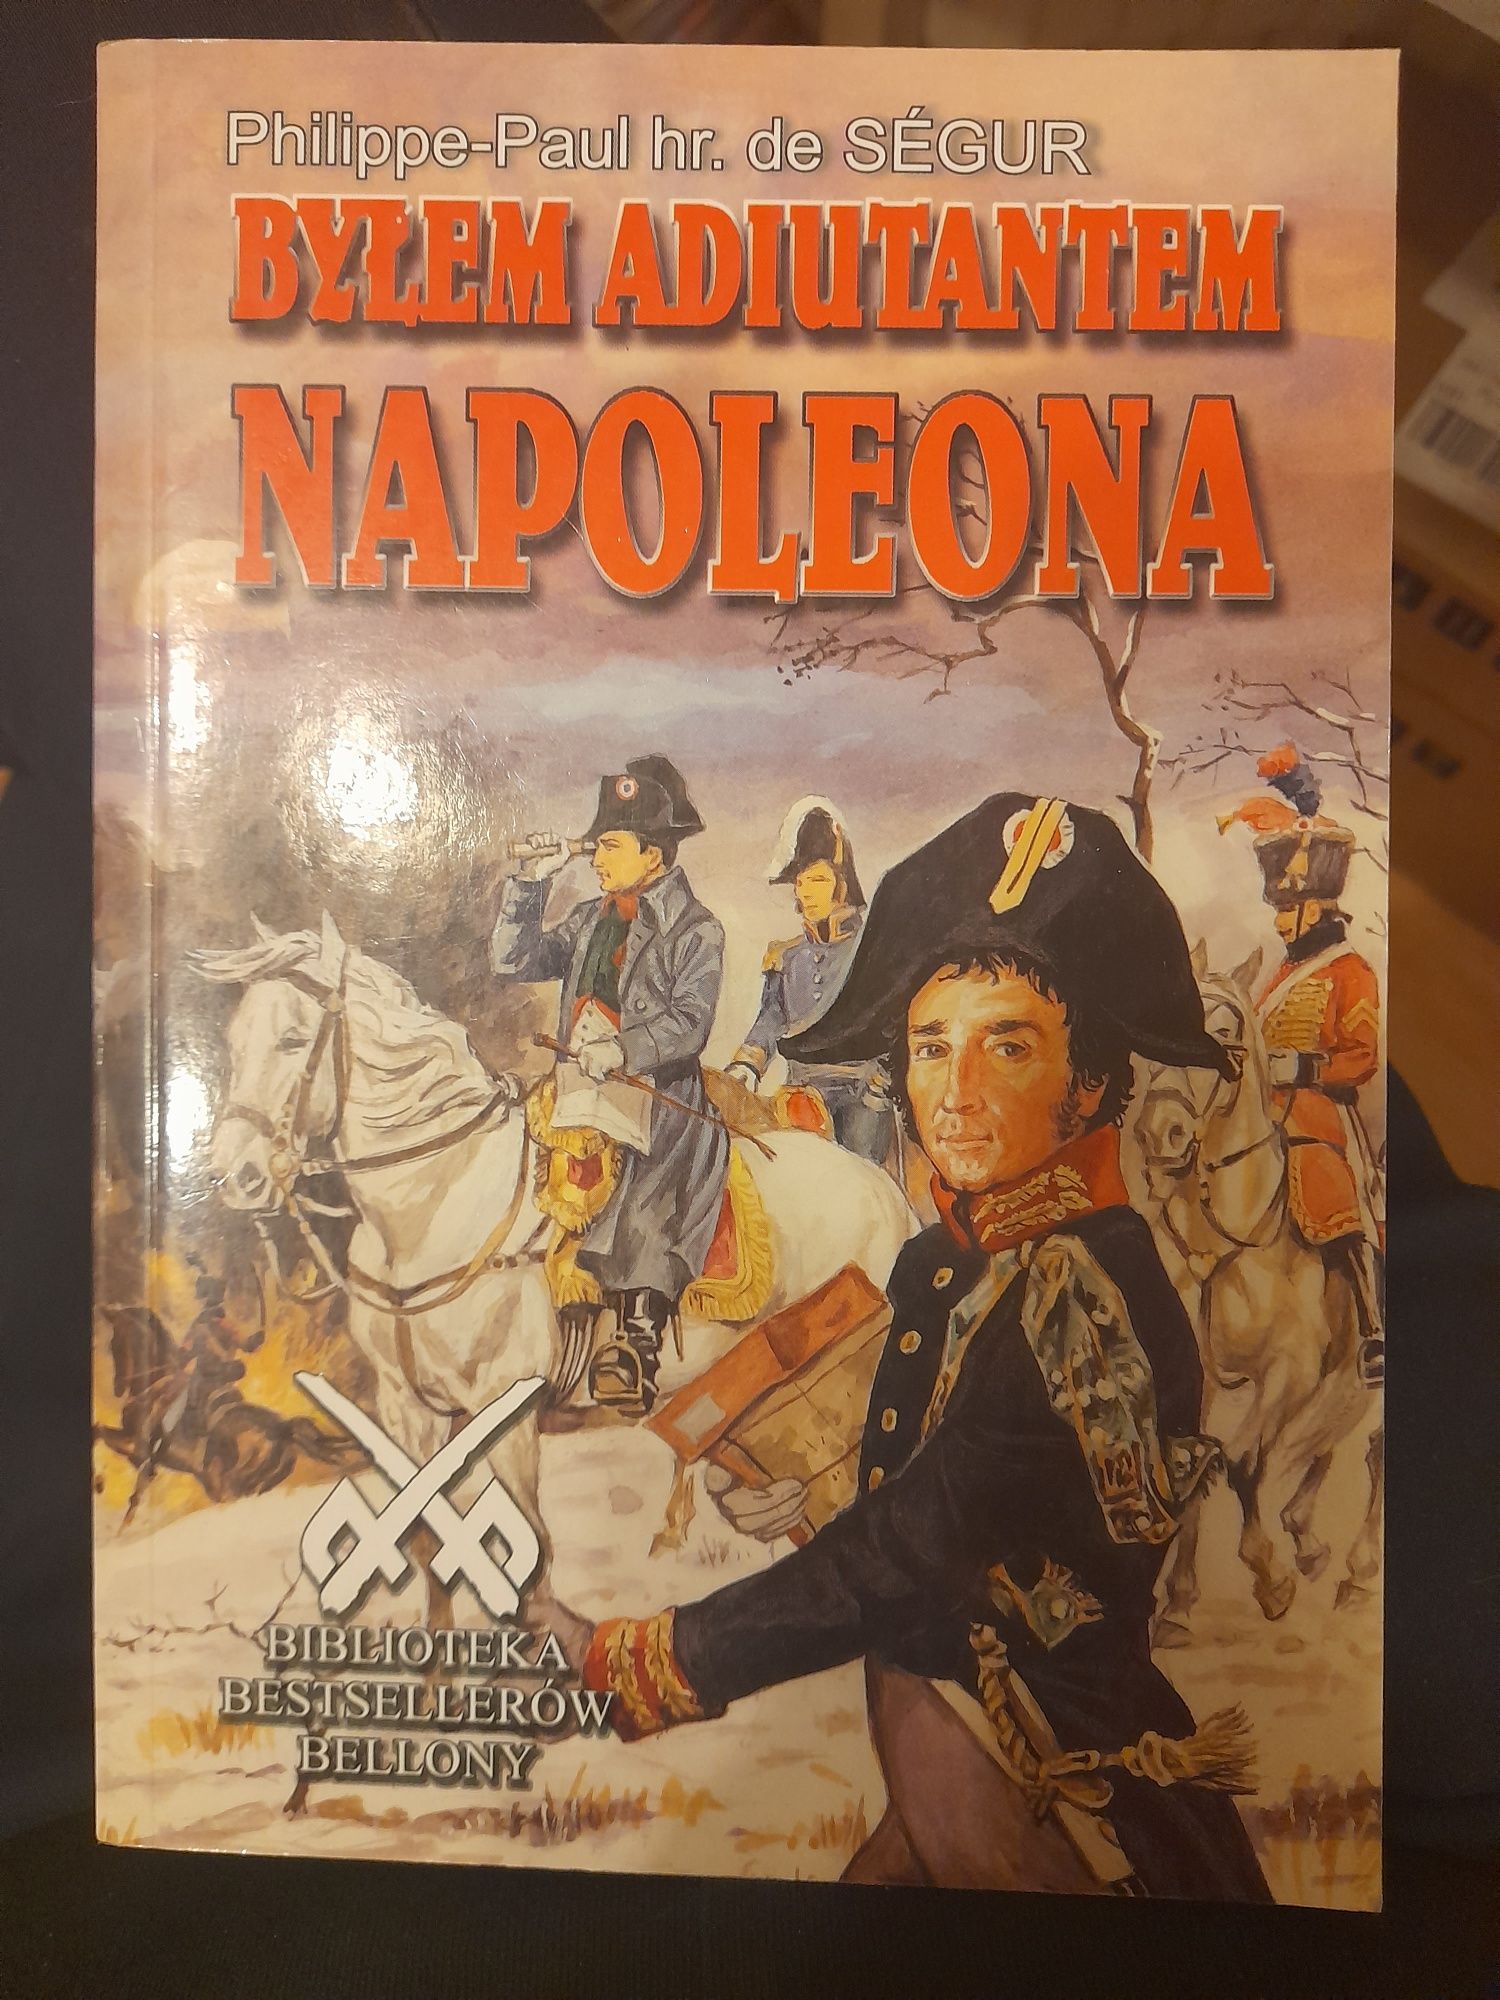 Philippe-Paul hr. de SÉGUR
BYŁEM ADIUTANTEM
NAPOLEONA
BIBLIOTEKA
BESTSELLERÓW
BELLONY